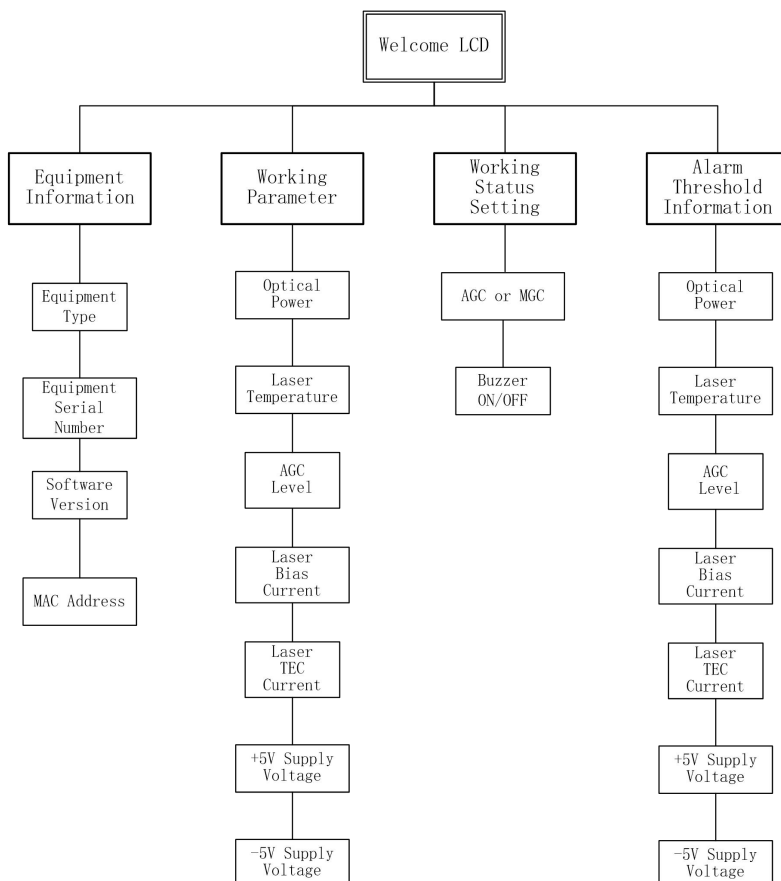 Welcome LCD
Equipment
Information
Working
Parameter
Working
Status
Setting
Alarm
Threshold
Information
Equipment
Type
Equipment
Serial
Number
Software
Version
MAC Address
Optical
Power
Laser
Temperature
AGC
Level
Laser
Bias
Current
Laser
TEC
Current
+5V Supply
Voltage
-5V Supply
Voltage
AGC or MGC
Buzzer
ON/OFF
Optical
Power
Laser
Temperature
AGC
Level
Laser
Bias
Current
Laser
TEC
Current
+5V Supply
Voltage
-5V Supply
Voltage